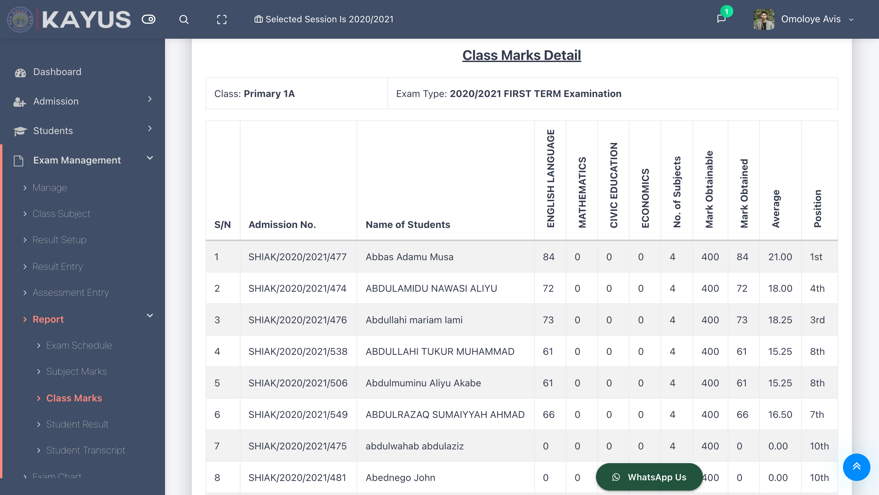 KAYUS
Selected Session Is 2020/2021
1
Omoloye Avis
Dashboard
Admission
Students
Exam Management
Manage
Class Subject
Result Setup
Result Entry
Assessment Entry
Report
Exam Schedule
Subject Marks
Class Marks
Student Result
Student Transcript
Exam Chart
Class Marks Detail
Class: Primary 1A Exam Type: 2020/2021 FIRST TERM Examination
S/N Admission No. Name of Students ENGLISH LANGUAGE MATHEMATICS CIVIC EDUCATION ECONOMICS No. of Subjects Mark Obtainable Mark Obtained Average Position
1 SHIAK/2020/2021/477 Abbas Adamu Musa 84 0 0 0 4 400 84 21.00 1st
2 SHIAK/2020/2021/474 ABDULAMIDU NAWASI ALIYU 72 0 0 0 4 400 72 18.00 4th
3 SHIAK/2020/2021/476 Abdullahi mariam lami 73 0 0 0 4 400 73 18.25 3rd
4 SHIAK/2020/2021/538 ABDULLAHI TUKUR MUHAMMAD 61 0 0 0 4 400 61 15.25 8th
5 SHIAK/2020/2021/506 Abdulmuminu Aliyu Akabe 61 0 0 0 4 400 61 15.25 8th
6 SHIAK/2020/2021/549 ABDULRAZAQ SUMAIYYAH AHMAD 66 0 0 0 4 400 66 16.50 7th
7 SHIAK/2020/2021/475 abdulwahab abdulaziz 0 0 0 0 4 400 0 0.00 10th
8 SHIAK/2020/2021/481 Abednego John 0 0 00 0 0.00 10th
WhatsApp Us